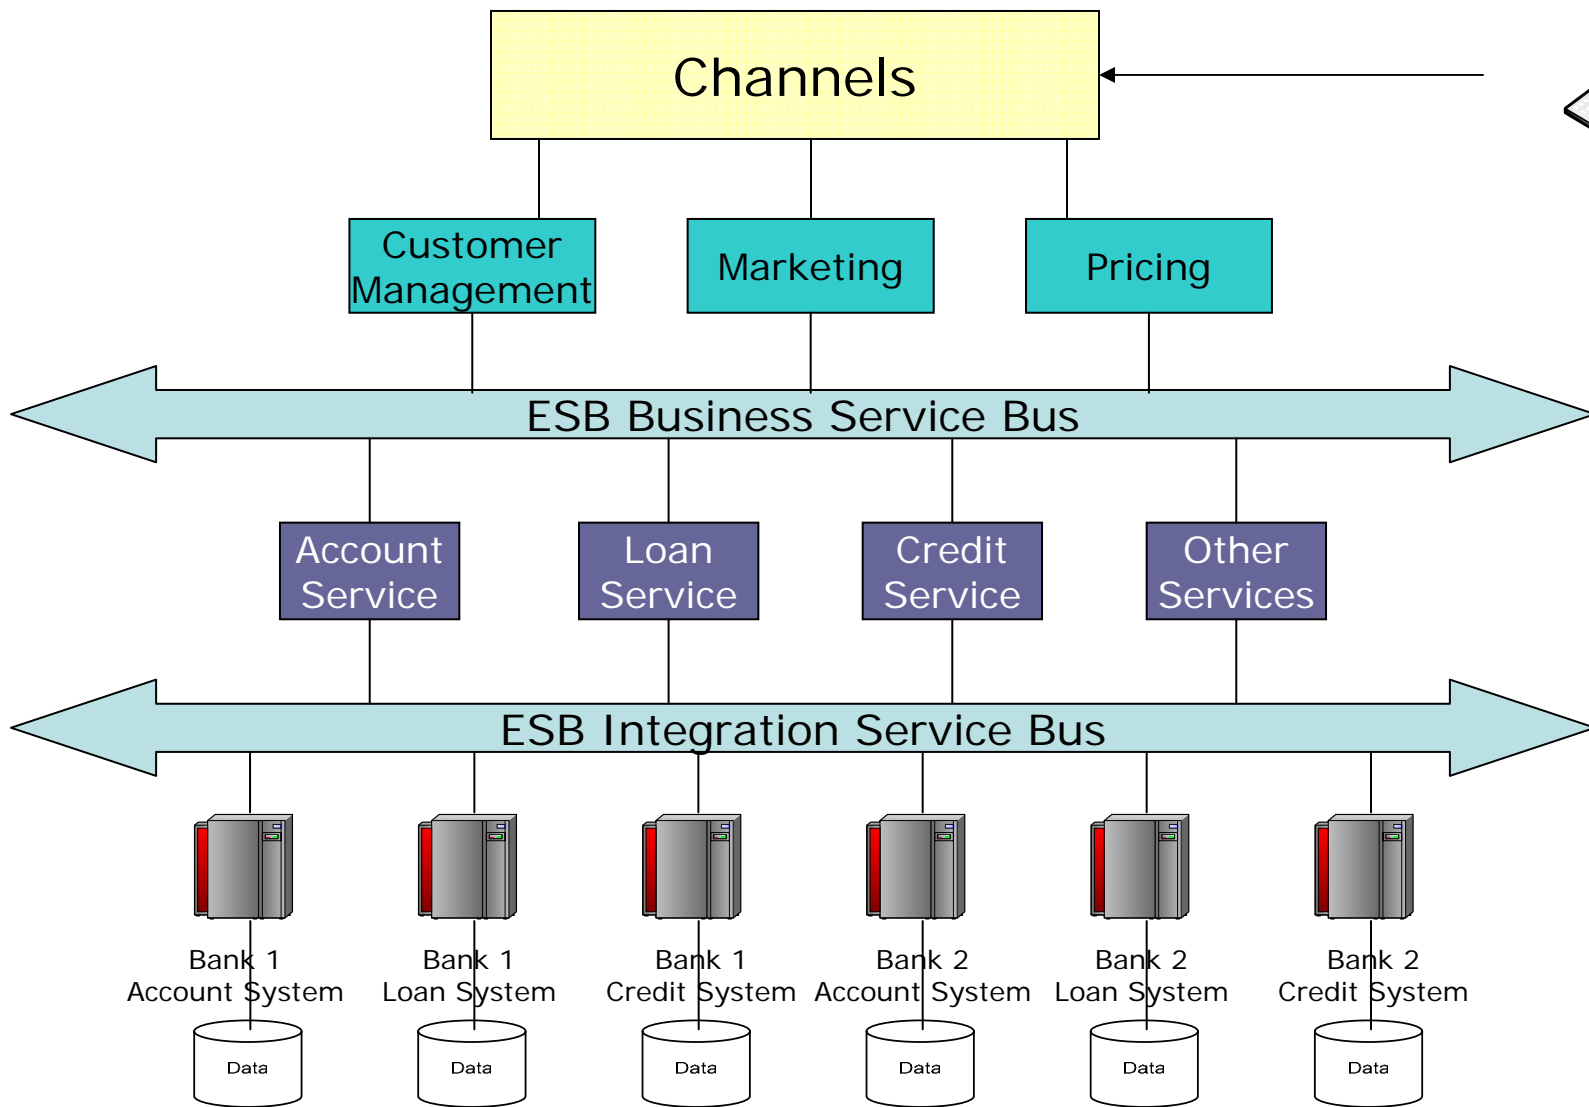 Channels
Customer
Management
Marketing
Pricing
ESB Business Service Bus
Account
Service
Loan
Service
Credit
Service
Other
Services
ESB Integration Service Bus
Bank 1
Account System
Bank 1
Loan System
Bank 1
Credit System
Bank 2
Account System
Bank 2
Loan System
Bank 2
Credit System
Data
Data
Data
Data
Data
Data